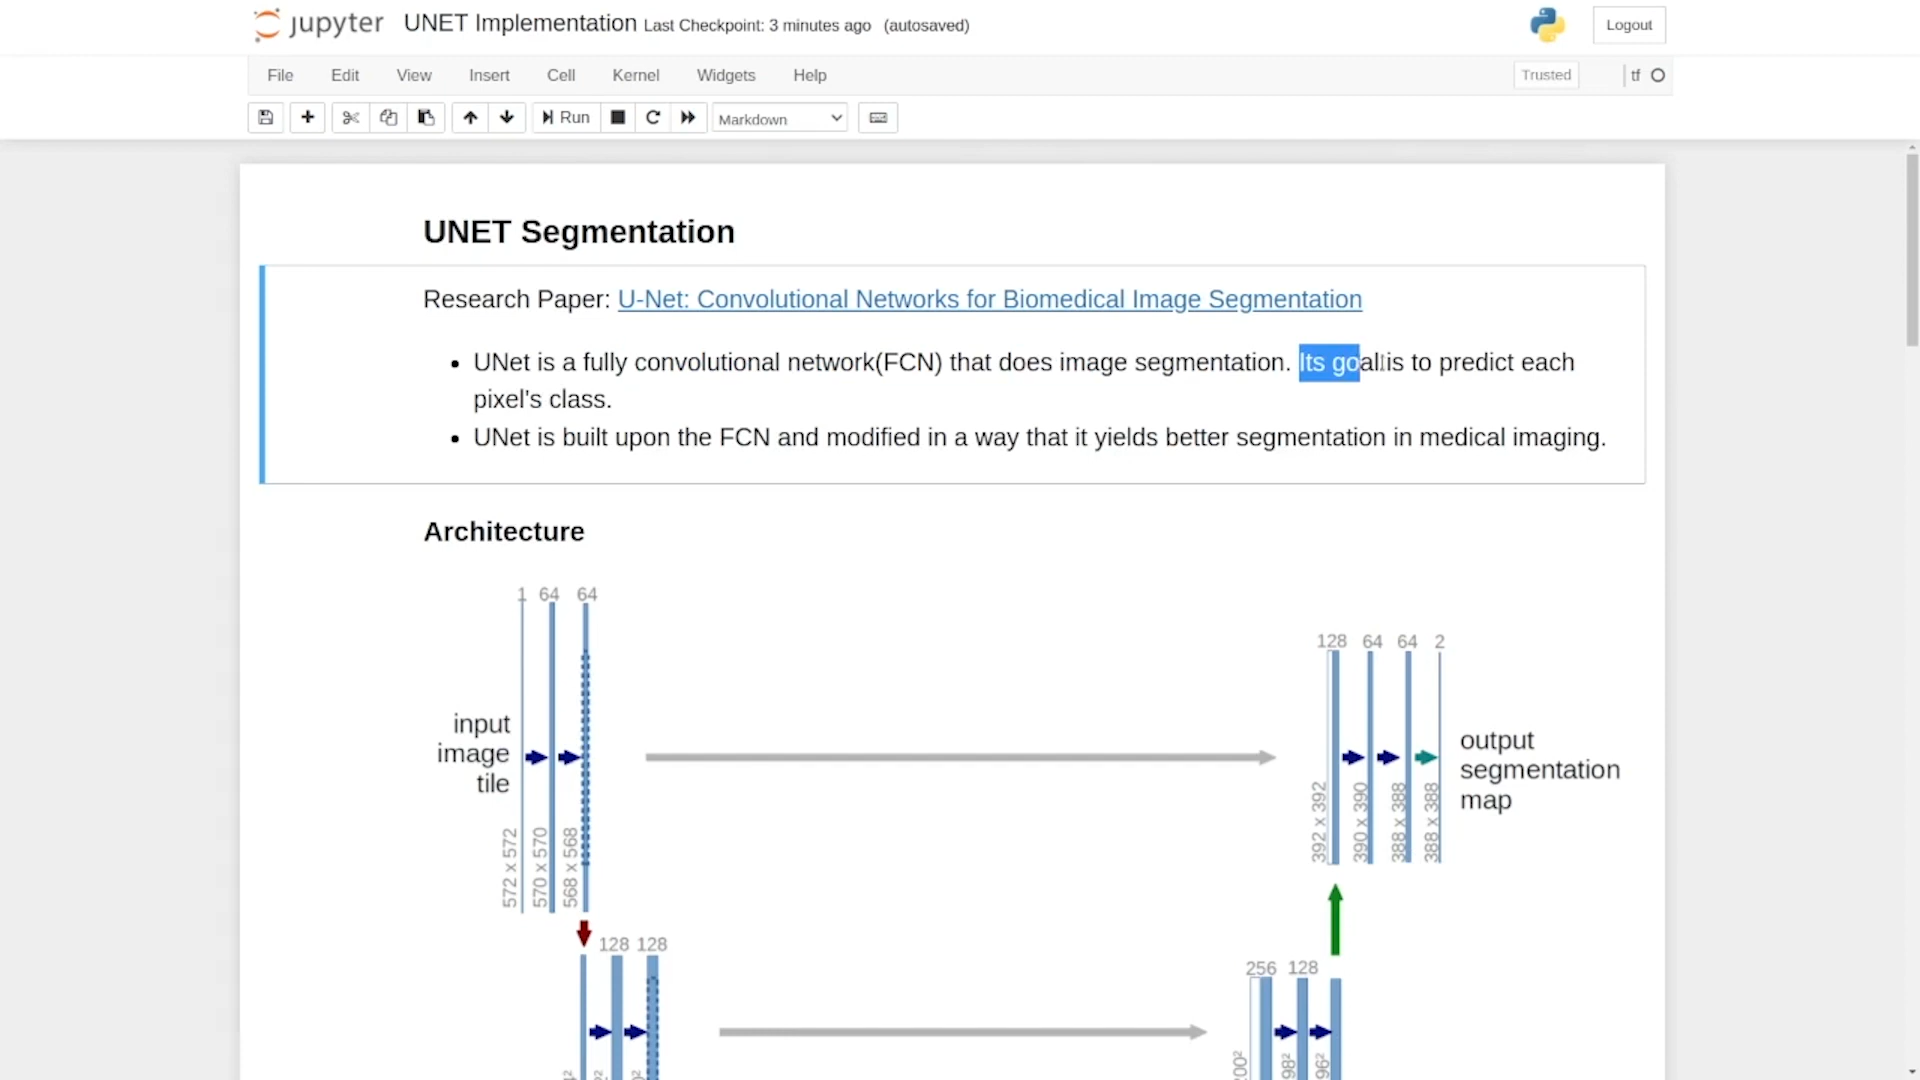 jupyter UNET Implementation Last Checkpoint: 3 minutes ago (autosaved) Logout
File Edit View Insert Cell Kernel Widgets Help Trusted tf
Run Markdown
UNET Segmentation
Research Paper: U-Net: Convolutional Networks for Biomedical Image Segmentation
• UNet is a fully convolutional network(FCN) that does image segmentation. Its goal is to predict each
pixel's class.
• UNet is built upon the FCN and modified in a way that it yields better segmentation in medical imaging.
Architecture
1 64 64
128 64 64 2
input
image
tile
output
segmentation
map
572 x 572
570 x 570
568 x 568
392 x 392
390 x 390
388 x 388
388 x 388
128 128
256 128
200²
98²
96²